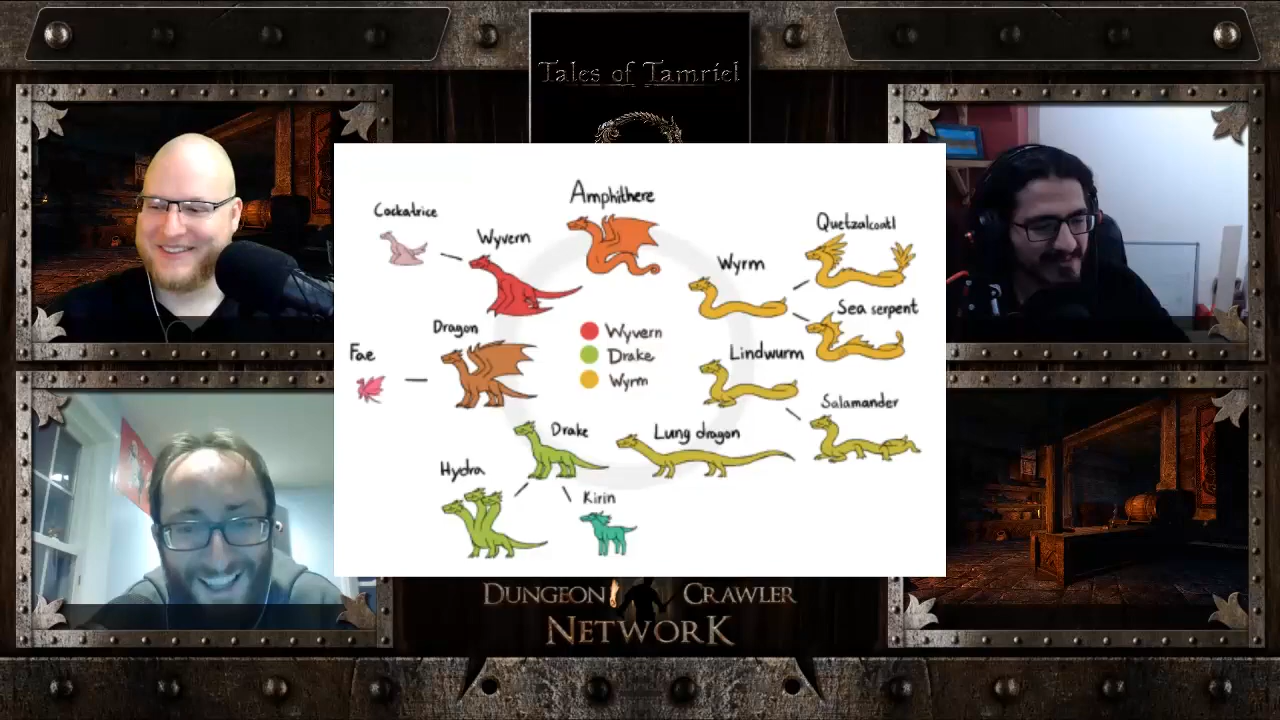 Tales of Tamriel
Amphithere
Cockatrice
Wyvern
Quetzalcoatl
Wyrm
Sea serpent
Dragon
Wyvern
Drake
Wyrm
Lindwurm
Fae
Salamander
Drake
Lung dragon
Hydra
Kirin
Dungeon Crawler
Network